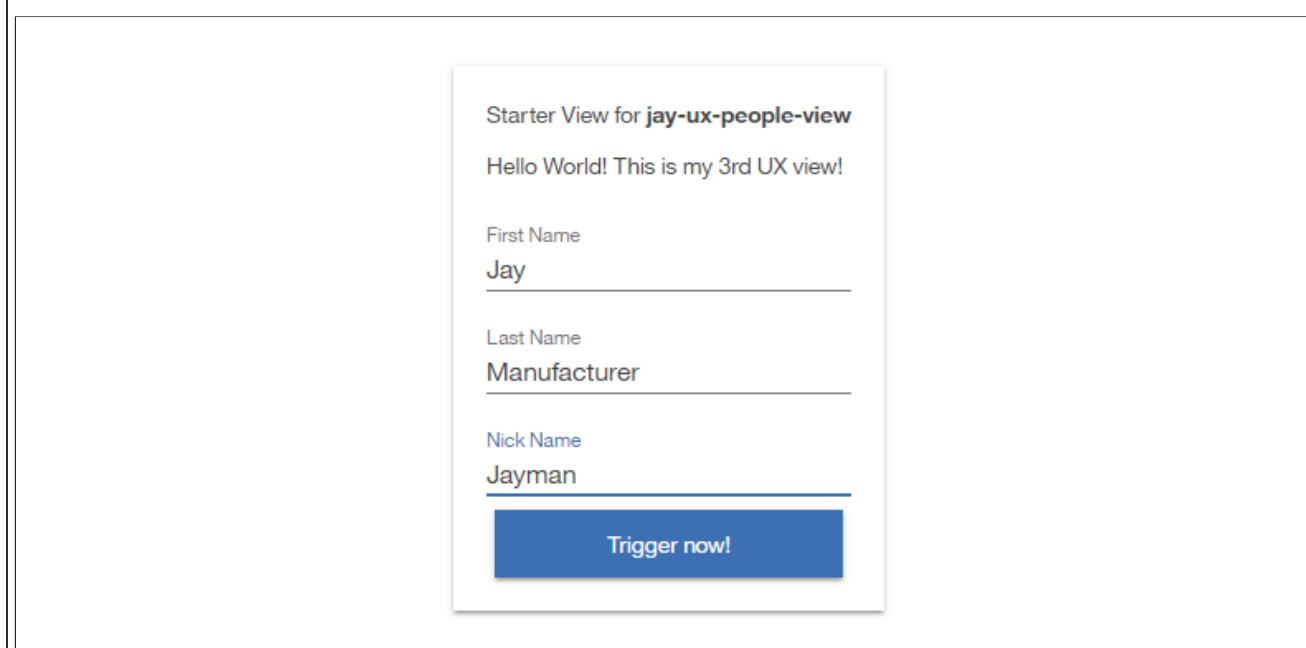 Starter View for jay-ux-people-view
Hello World! This is my 3rd UX view!
First Name
Jay
Last Name
Manufacturer
Nick Name
Jayman
Trigger now!